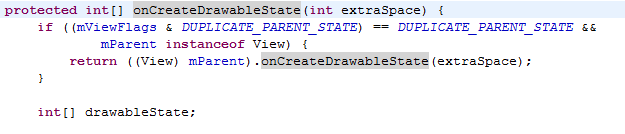 protected int[] onCreateDrawableState(int extraSpace) {
    if ((mViewFlags & DUPLICATE_PARENT_STATE) == DUPLICATE_PARENT_STATE &&
            mParent instanceof View) {
        return ((View) mParent).onCreateDrawableState(extraSpace);
    }
    int[] drawableState;